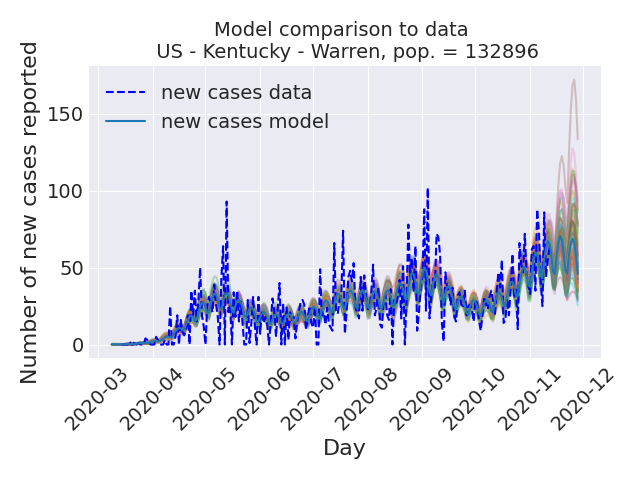 Model comparison to data
US - Kentucky - Warren, pop. = 132896
Number of new cases reported
new cases data
new cases model
150
100
50
0
2020-03
2020-04
2020-05
2020-06
2020-07
2020-08
2020-09
2020-10
2020-11
2020-12
Day